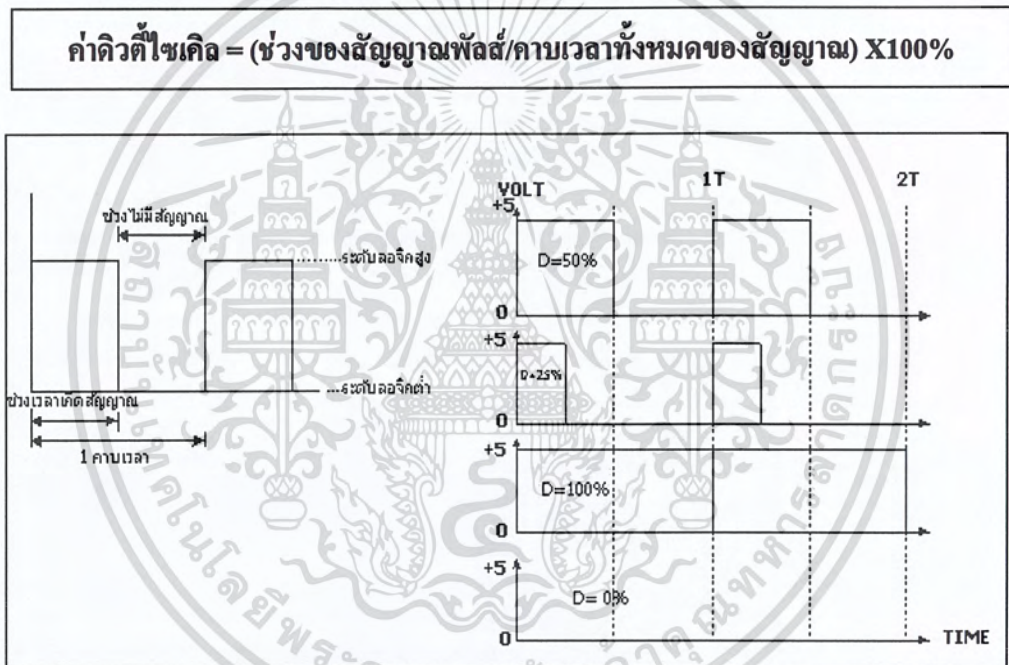 ค่าดิวตี้ไซเคิล = (ช่วงของสัญญาณพัลส์/คาบเวลาทั้งหมดของสัญญาณ) X100%
ช่วงไม่มีสัญญาณ
ระดับลอจิคสูง
ระดับลอจิคต่ำ
ช่วงเวลาเกิดสัญญาณ
1 คาบเวลา
VOLT
1T
2T
+5
D=50%
0
+5
D=25%
0
+5
D=100%
0
+5
D= 0%
0
TIME